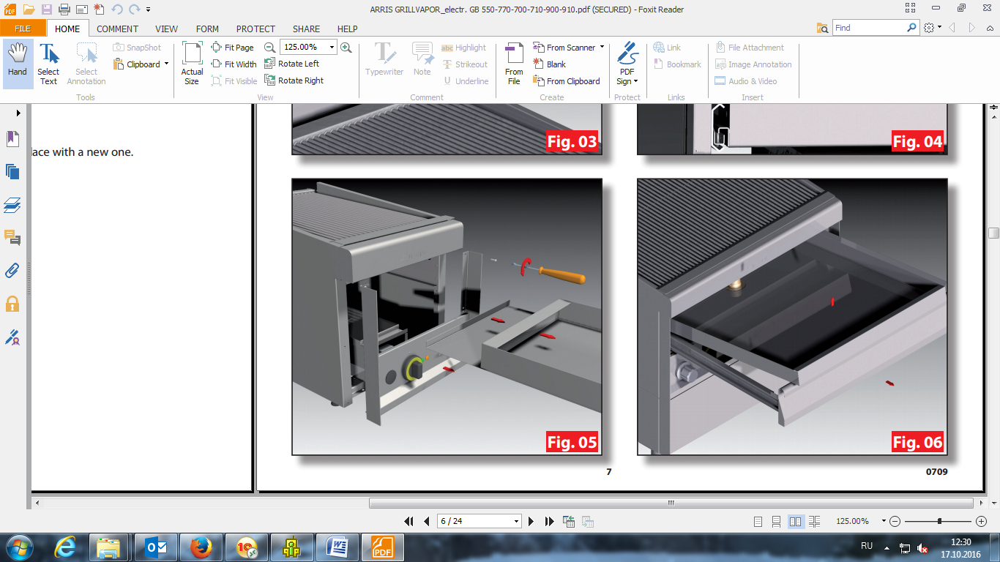 ARRIS GRILLVAPOR_electr. GB 550-770-700-710-900-910.pdf (SECURED) - Foxit Reader
FILE HOME COMMENT VIEW FORM PROTECT SHARE HELP Find
Hand
Select Text
Select Annotation
SnapShot
Clipboard
Tools
Actual Size
Fit Page
Fit Width
Fit Visible
125.00%
Rotate Left
Rotate Right
View
Typewriter
Note
Highlight
Strikeout
Underline
Comment
From File
From Scanner
Blank
From Clipboard
Create
PDF Sign
Protect
Link
Bookmark
Links
File Attachment
Image Annotation
Audio & Video
Insert
lace with a new one.
Fig. 03
Fig. 04
Fig. 05
Fig. 06
7
0709
6 / 24
125.00%
RU
12:30
17.10.2016